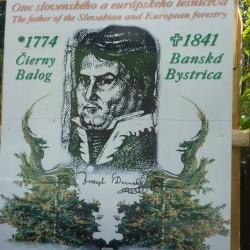 Otec slovenského a európskeho lesníctva
The father of the Slovakian and European forestry
*1774
Čierny
Balog
✞1841
Banská
Bystrica